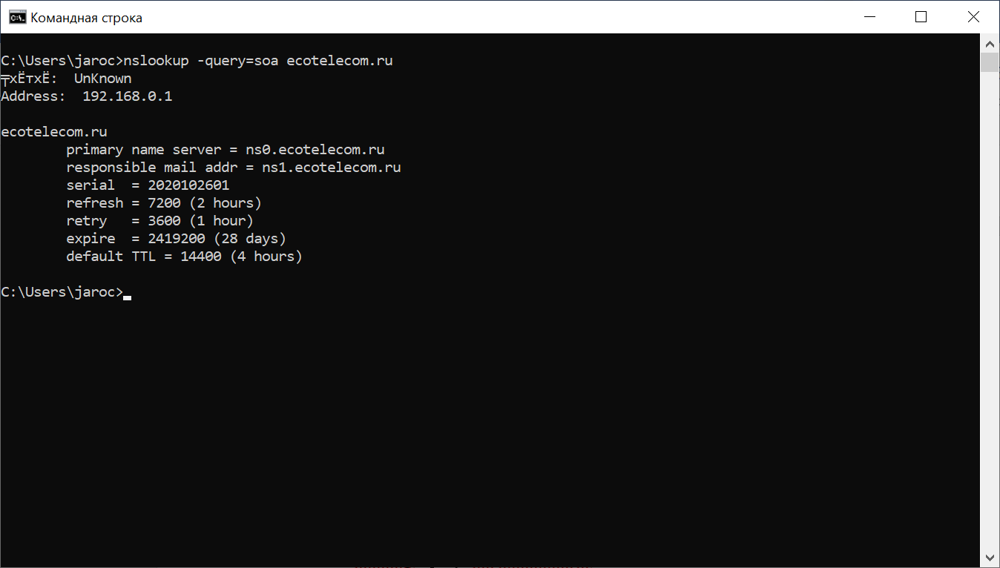 Командная строка
C:\Users\jaroc>nslookup -query=soa ecotelecom.ru
╤хЁтхЁ:  UnKnown
Address:  192.168.0.1
ecotelecom.ru
        primary name server = ns0.ecotelecom.ru
        responsible mail addr = ns1.ecotelecom.ru
        serial  = 2020102601
        refresh = 7200 (2 hours)
        retry   = 3600 (1 hour)
        expire  = 2419200 (28 days)
        default TTL = 14400 (4 hours)
C:\Users\jaroc>